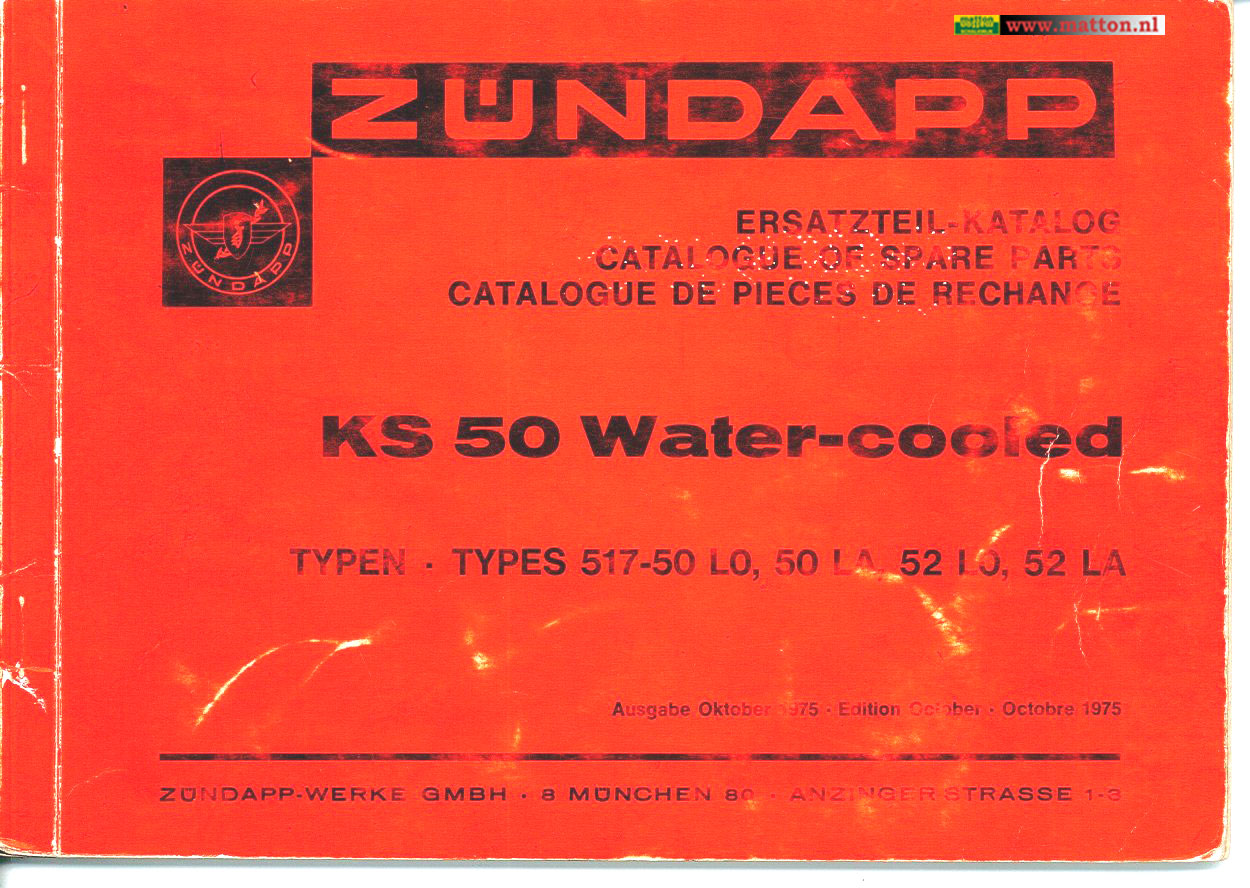 www.matton.nl
ZÜNDAPP
ZÜNDAPP
ERSATZTEIL-KATALOG
CATALOGUE OF SPARE PARTS
CATALOGUE DE PIECES DE RECHANGE
KS 50 Water-cooled
TYPEN · TYPES 517-50 LO, 50 LA, 52 LO, 52 LA
Ausgabe Oktober 1975 · Edition October · Octobre 1975
ZÜNDAPP-WERKE GMBH · 8 MÜNCHEN 80 · ANZINGER STRASSE 1-3